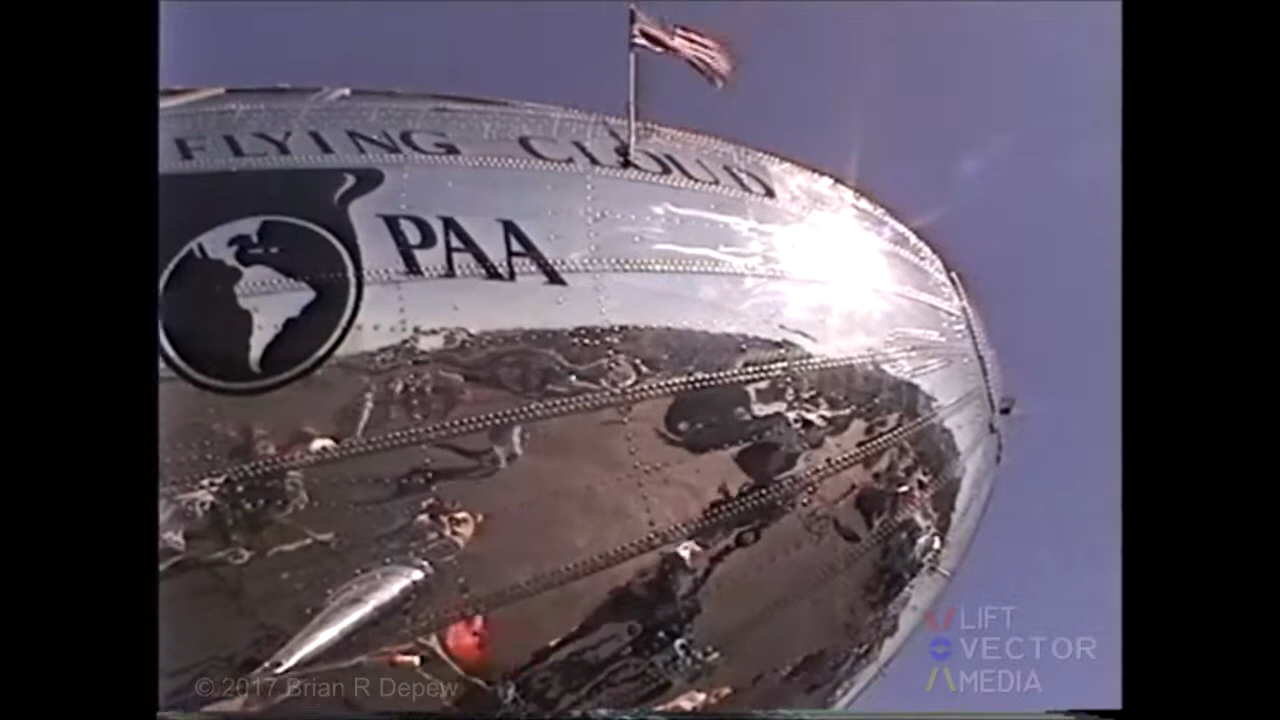 FLYING CLOUD
PAA
LIFT
VECTOR
MEDIA
© 2017 Brian R Depew